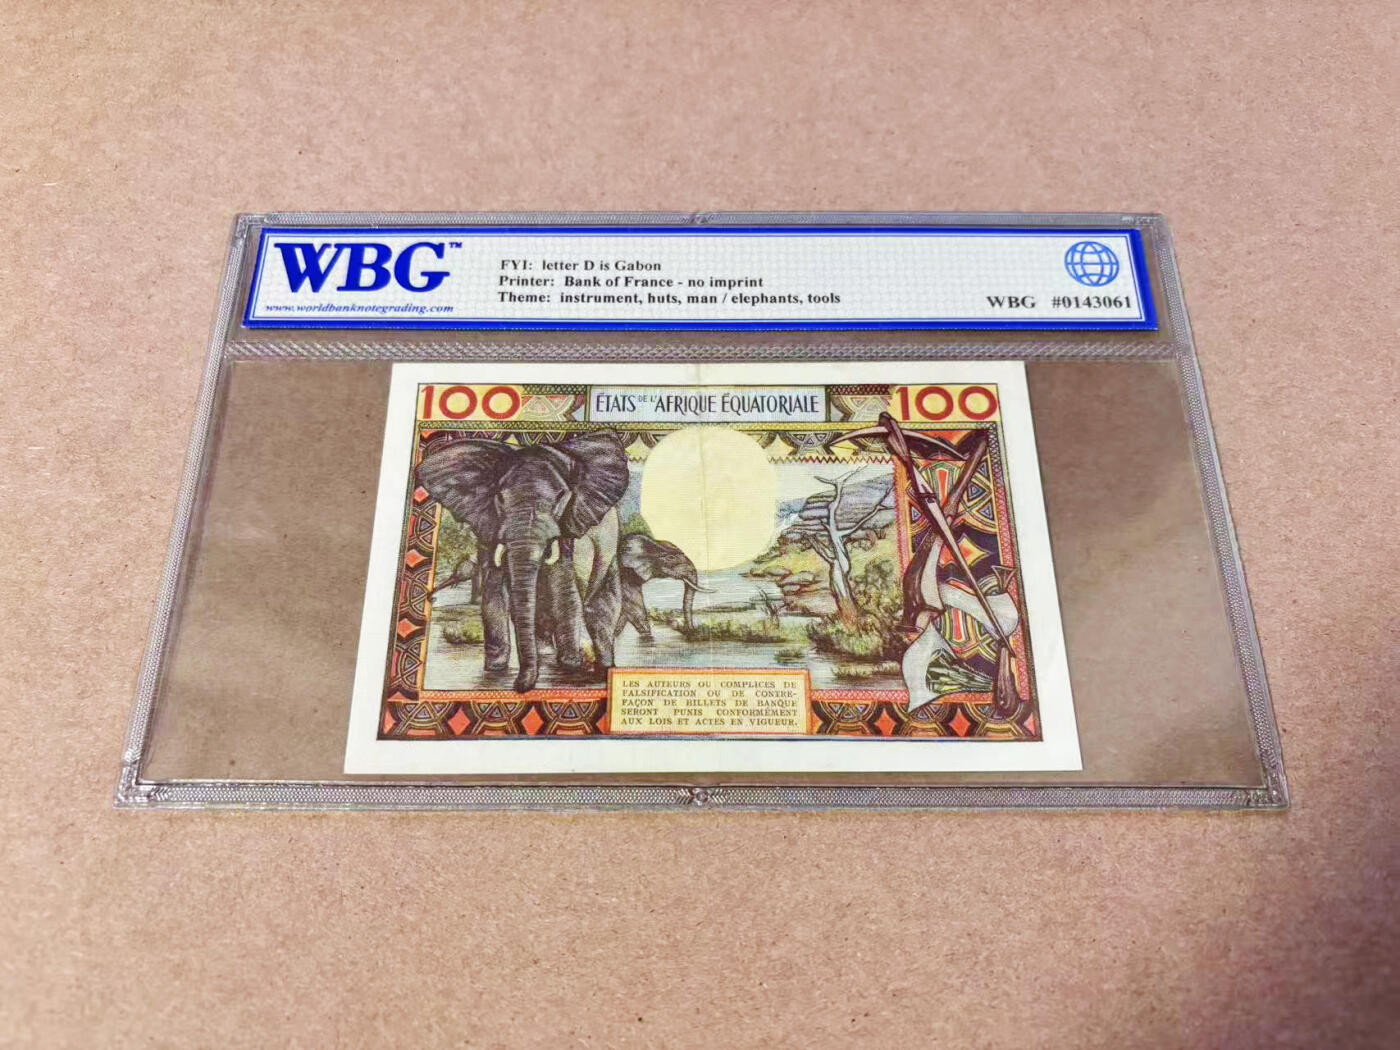 WBG™
www.worldbanknotegrading.com
FYI: letter D is Gabon
Printer: Bank of France - no imprint
Theme: instrument, huts, man / elephants, tools
WBG #0143061
100
ÉTATS DE L'AFRIQUE ÉQUATORIALE
100
LES AUTEURS OU COMPLICES DE
FALSIFICATION OU DE CONTRE-
FAÇON DE BILLETS DE BANQUE
SERONT PUNIS CONFORMÉMENT
AUX LOIS ET ACTES EN VIGUEUR.